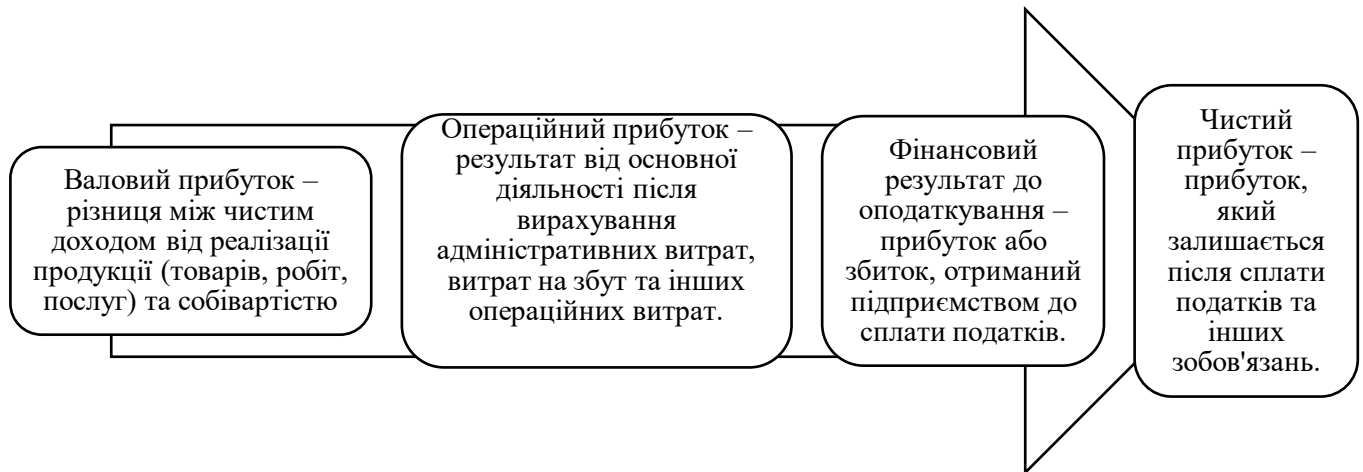 Валовий прибуток –
різниця між чистим
доходом від реалізації
продукції (товарів, робіт,
послуг) та собівартістю
Операційний прибуток –
результат від основної
діяльності після
вирахування
адміністративних витрат,
витрат на збут та інших
операційних витрат.
Фінансовий
результат до
оподаткування –
прибуток або
збиток, отриманий
підприємством до
сплати податків.
Чистий
прибуток –
прибуток,
який
залишається
після сплати
податків та
інших
зобов'язань.